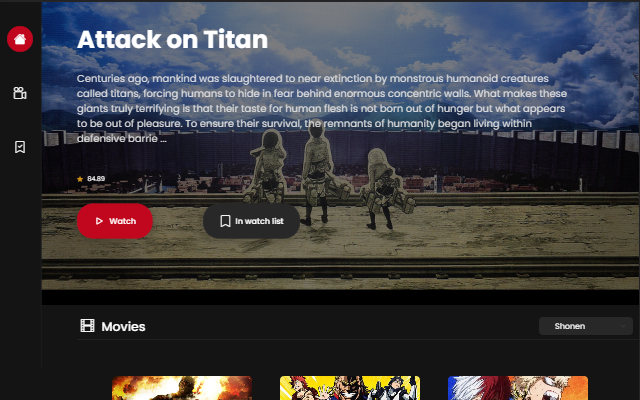 Attack on Titan
Centuries ago, mankind was slaughtered to near extinction by monstrous humanoid creatures
called titans, forcing humans to hide in fear behind enormous concentric walls. What makes these
giants truly terrifying is that their taste for human flesh is not born out of hunger but what appears
to be out of pleasure. To ensure their survival, the remnants of humanity began living within
defensive barrie ...
84.69
Watch
In watch list
Movies
Shonen